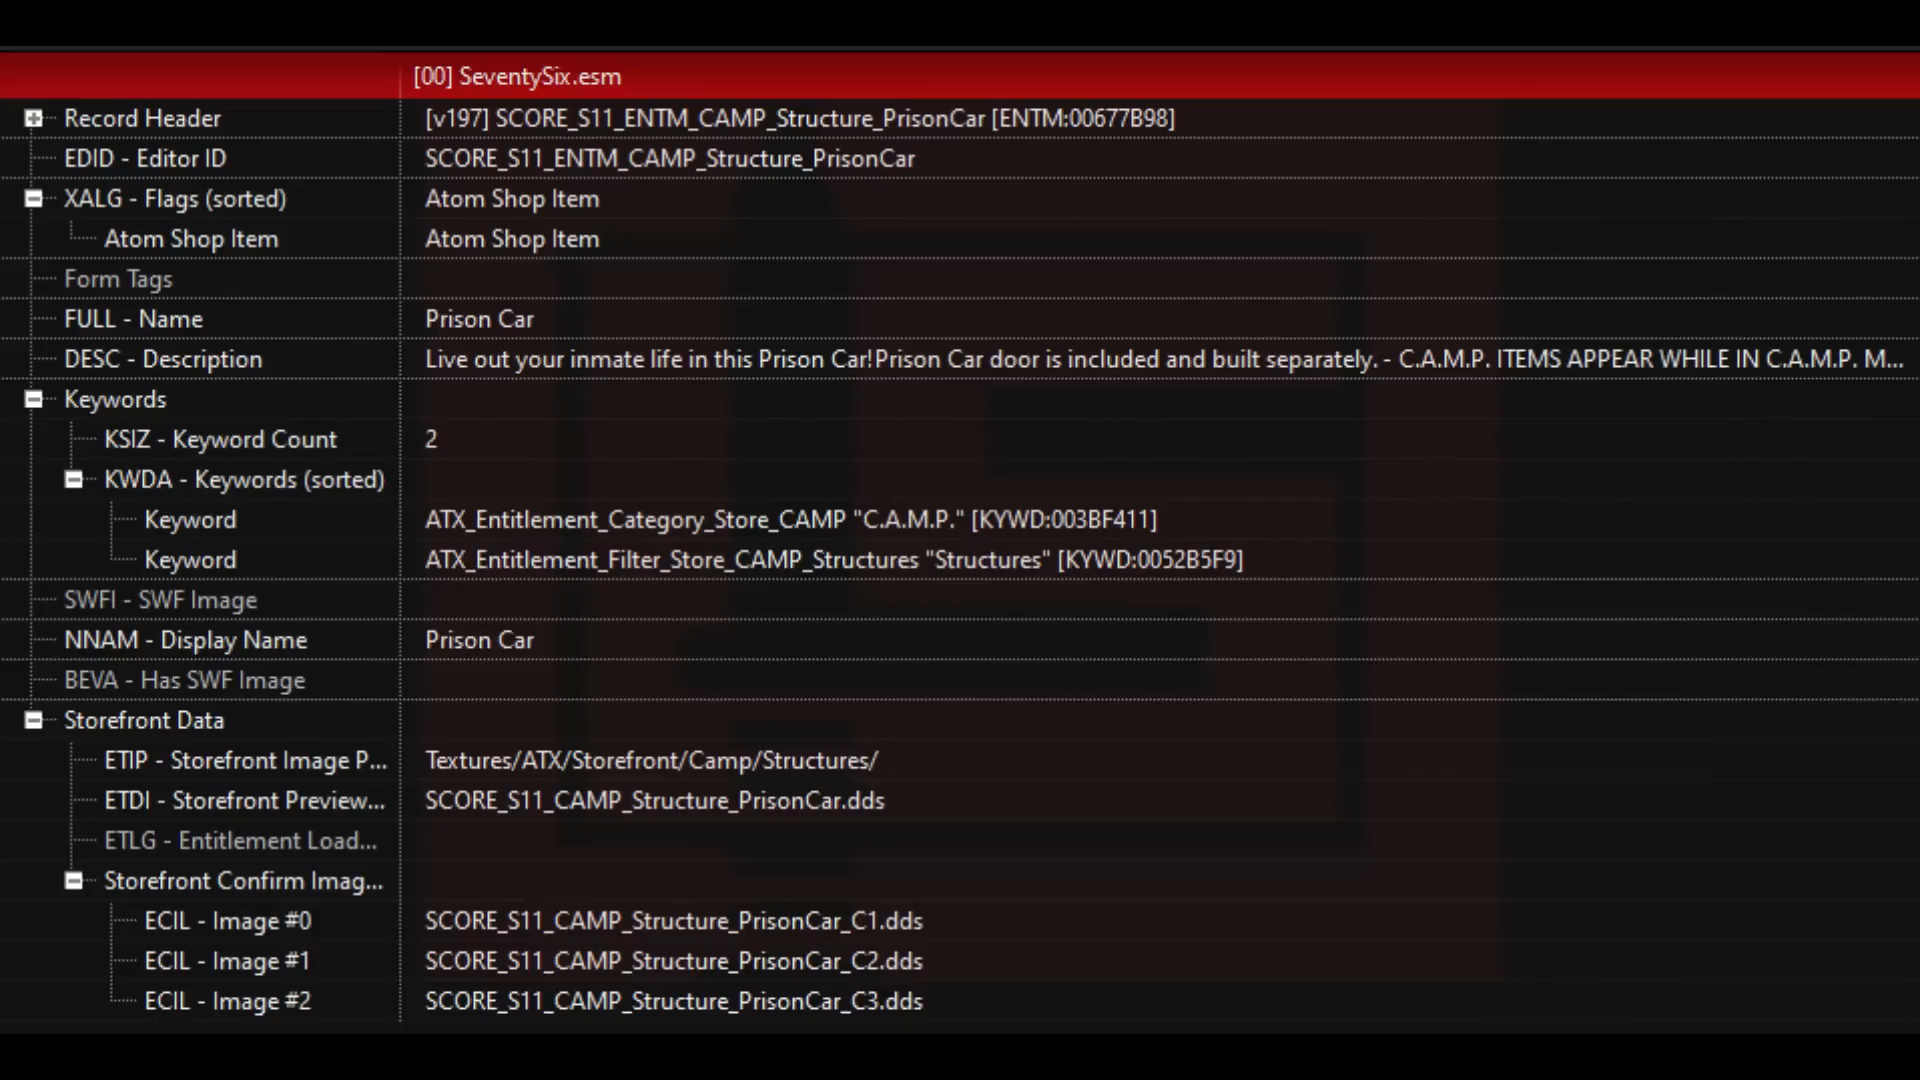 [00] SeventySix.esm
Record Header [v197] SCORE_S11_ENTM_CAMP_Structure_PrisonCar [ENTM:00677B98]
EDID - Editor ID SCORE_S11_ENTM_CAMP_Structure_PrisonCar
XALG - Flags (sorted) Atom Shop Item
Atom Shop Item Atom Shop Item
Form Tags
FULL - Name Prison Car
DESC - Description Live out your inmate life in this Prison Car!Prison Car door is included and built separately. - C.A.M.P. ITEMS APPEAR WHILE IN C.A.M.P. M...
Keywords
KSIZ - Keyword Count 2
KWDA - Keywords (sorted)
Keyword ATX_Entitlement_Category_Store_CAMP "C.A.M.P." [KYWD:003BF411]
Keyword ATX_Entitlement_Filter_Store_CAMP_Structures "Structures" [KYWD:0052B5F9]
SWFI - SWF Image
NNAM - Display Name Prison Car
BEVA - Has SWF Image
Storefront Data
ETIP - Storefront Image P... Textures/ATX/Storefront/Camp/Structures/
ETDI - Storefront Preview... SCORE_S11_CAMP_Structure_PrisonCar.dds
ETLG - Entitlement Load...
Storefront Confirm Imag...
ECIL - Image #0 SCORE_S11_CAMP_Structure_PrisonCar_C1.dds
ECIL - Image #1 SCORE_S11_CAMP_Structure_PrisonCar_C2.dds
ECIL - Image #2 SCORE_S11_CAMP_Structure_PrisonCar_C3.dds